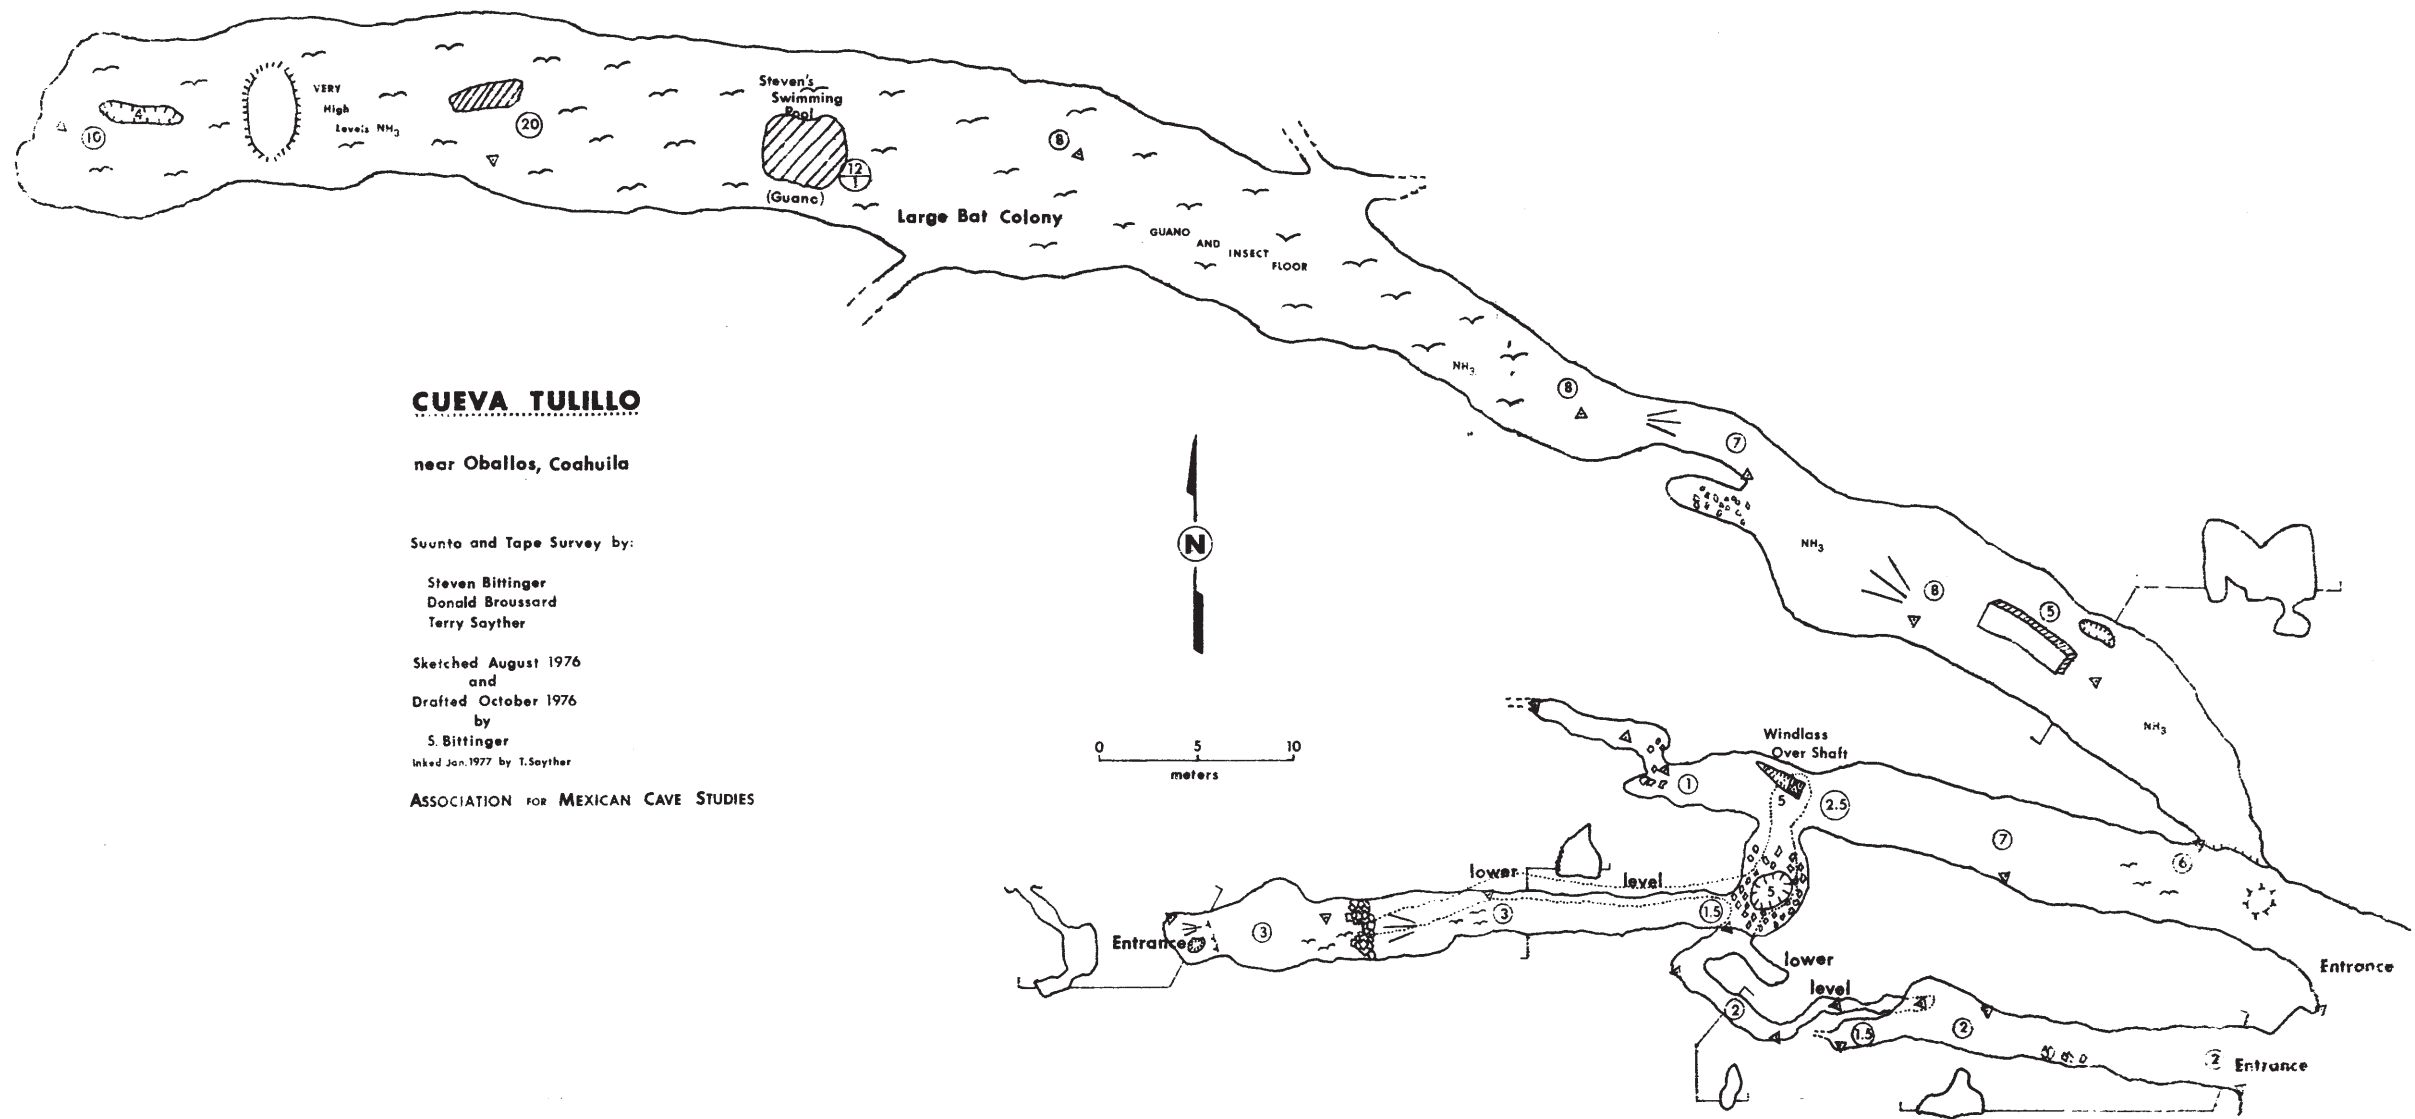 Steven's
Swimming
Pool
VERY
High
Levels NH3
4
10
20
12
1
8
(Guano)
Large Bat Colony
GUANO
AND
INSECT
FLOOR
NH3
8
7
CUEVA TULILLO
near Oballos, Coahuila
Suunto and Tape Survey by:
Steven Bittinger
Donald Broussard
Terry Sayther
Sketched August 1976
and
Drafted October 1976
by
S. Bittinger
Inked Jan. 1977 by T. Sayther
ASSOCIATION FOR MEXICAN CAVE STUDIES
N
0 5 10
meters
NH3
8
5
NH3
Windlass
Over Shaft
1
5
2.5
7
6
lower
level
5
1.5
3
3
Entrance
Entrance
lower
level
2
1.5
2
2
Entrance